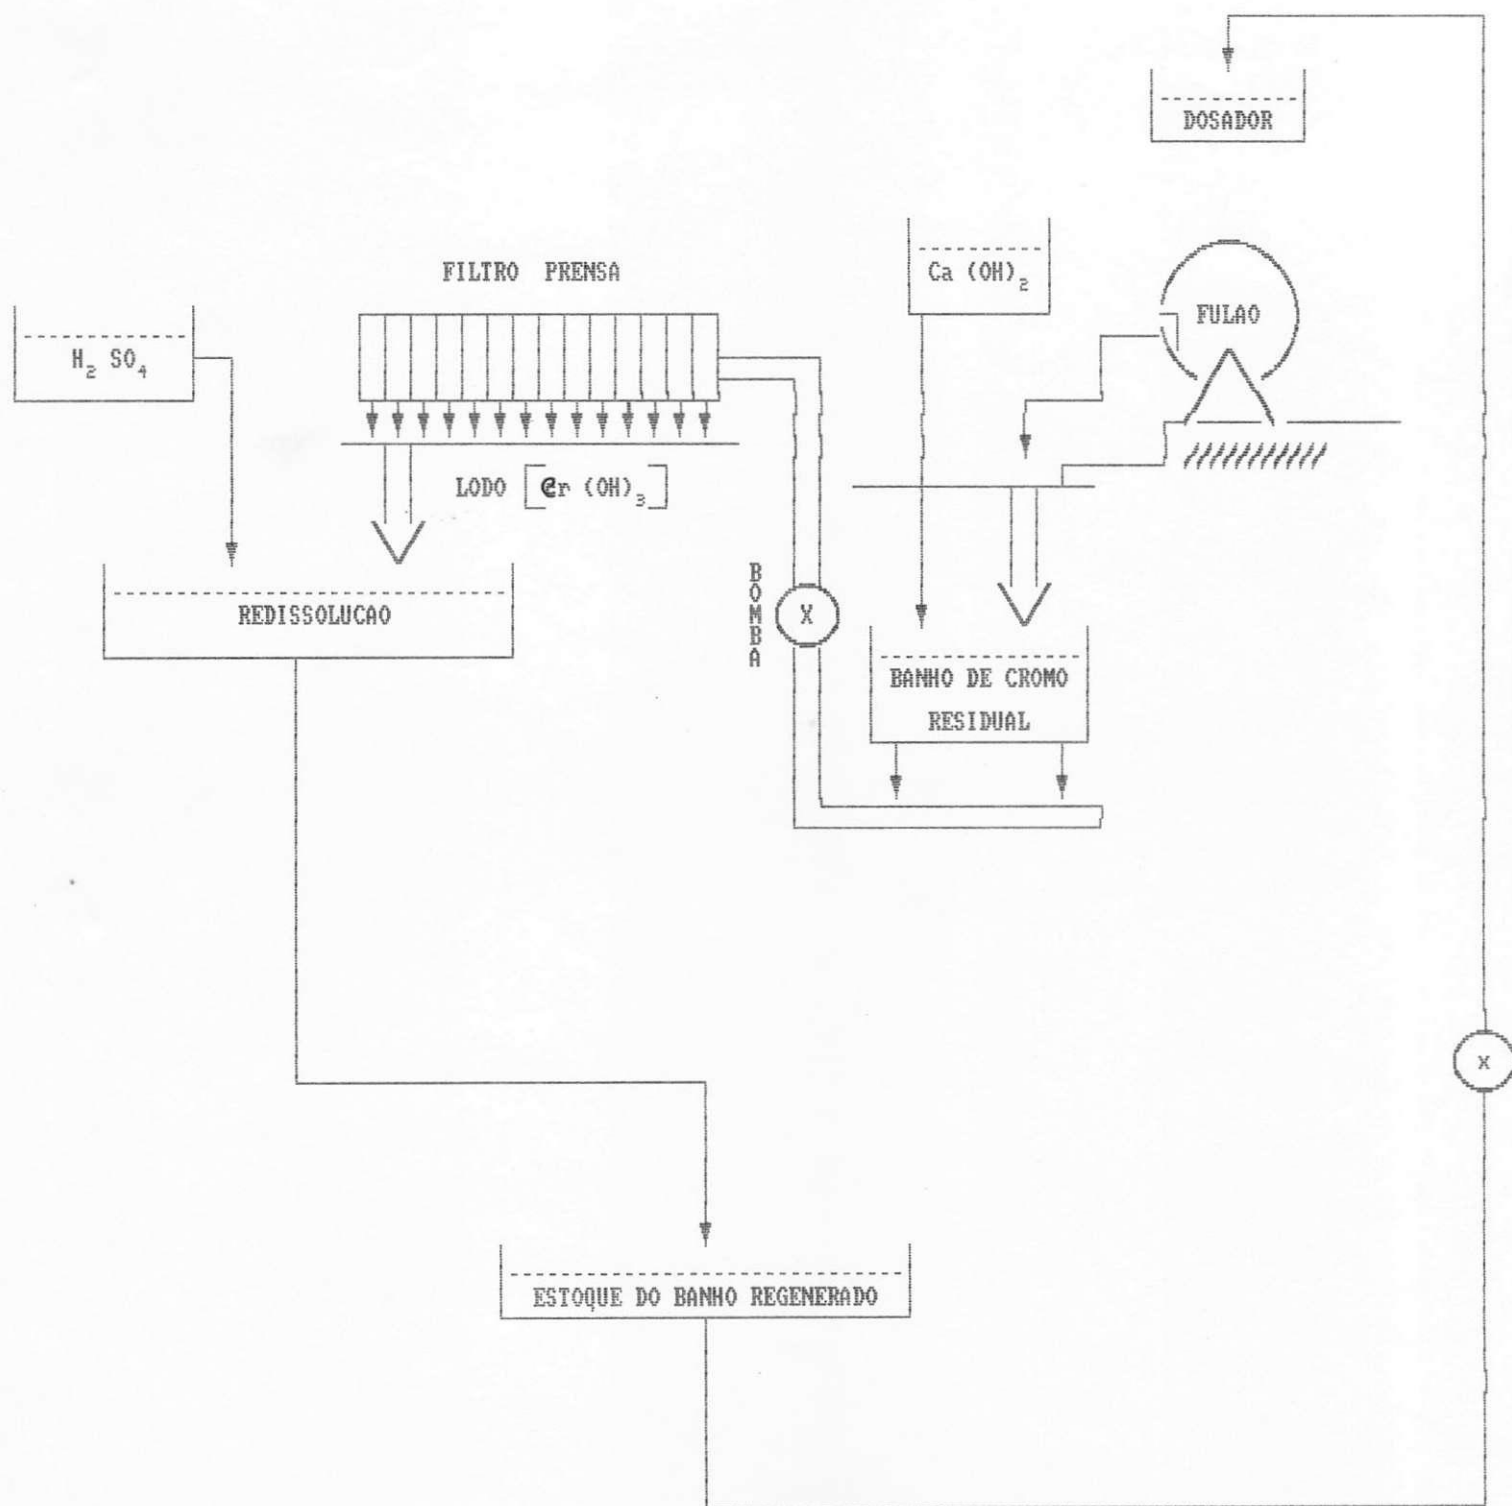 DOSADOR
Ca (OH)₂
FILTRO PRENSA
FULAO
H₂ SO₄
LODO [Cr (OH)₃]
BOMBA
X
REDISSOLUCAO
BANHO DE CROMO
RESIDUAL
X
ESTOQUE DO BANHO REGENERADO